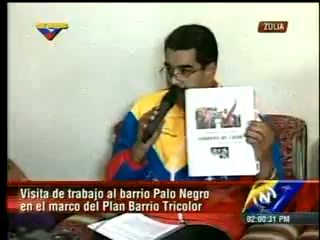 ZULIA
Visita de trabajo al barrio Palo Negro
en el marco del Plan Barrio Tricolor
02:00:31 PM